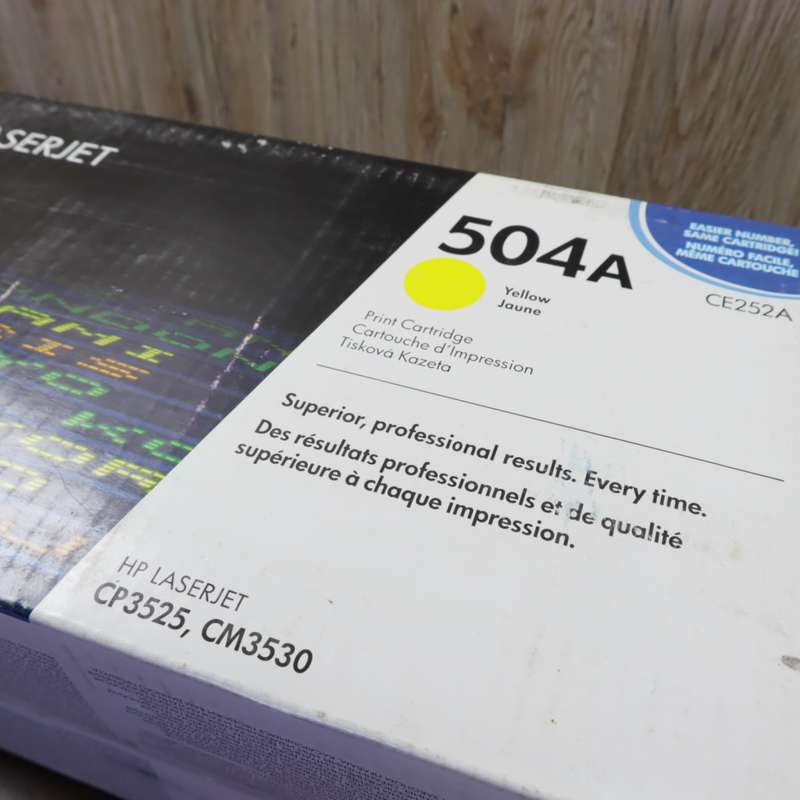 LASERJET
504A
Yellow
Jaune
Print Cartridge
Cartouche d'Impression
Tisková Kazeta
EASIER NUMBER,
SAME CARTRIDGE!
NUMÉRO FACILE,
MÊME CARTOUCHE
CE252A
Superior, professional results. Every time.
Des résultats professionnels et de qualité
supérieure à chaque impression.
HP LASERJET
CP3525, CM3530